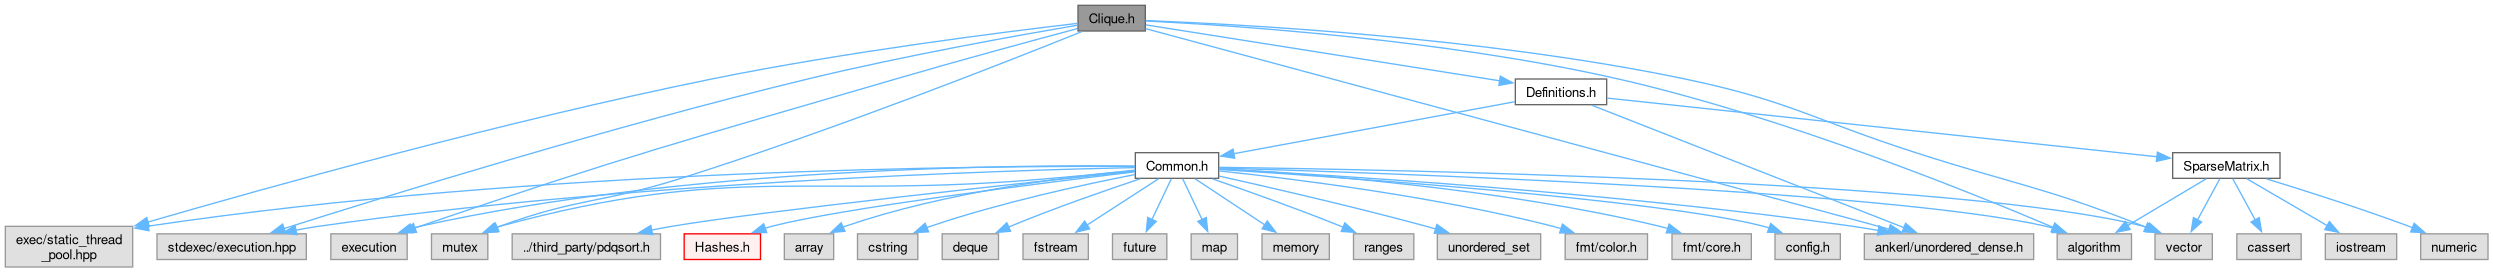 Clique.h
Definitions.h
Common.h
SparseMatrix.h
exec/static_thread
_pool.hpp
stdexec/execution.hpp
execution
mutex
../third_party/pdqsort.h
Hashes.h
array
cstring
deque
fstream
future
map
memory
ranges
unordered_set
fmt/color.h
fmt/core.h
config.h
ankerl/unordered_dense.h
algorithm
vector
cassert
iostream
numeric